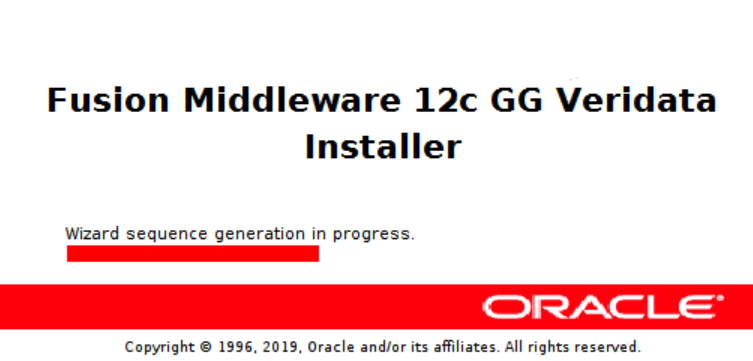 Fusion Middleware 12c GG Veridata
Installer
Wizard sequence generation in progress.
ORACLE®
Copyright © 1996, 2019, Oracle and/or its affiliates. All rights reserved.